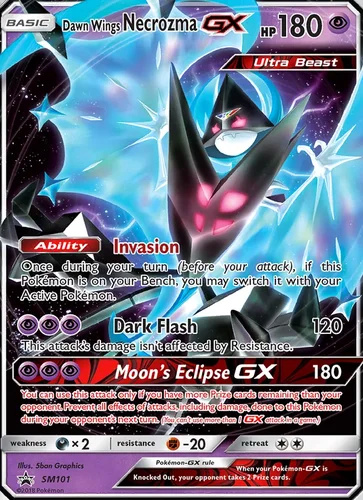 BASIC Dawn Wings Necrozma GX HP 180
Ultra Beast
Ability Invasion
Once during your turn (before your attack), if this
Pokémon is on your Bench, you may switch it with your
Active Pokémon.
Dark Flash 120
This attack's damage isn't affected by Resistance.
Moon's Eclipse GX 180
You can use this attack only if you have more Prize cards remaining than your
opponent. Prevent all effects of attacks, including damage, done to this Pokémon
during your opponent's next turn. (You can't use more than 1 GX attack in a game.)
weakness ×2 resistance -20 retreat
Illus. 5ban Graphics
Pokémon-GX rule
SM101
When your Pokémon-GX is
Knocked Out, your opponent takes 2 Prize cards.
©2018 Pokémon